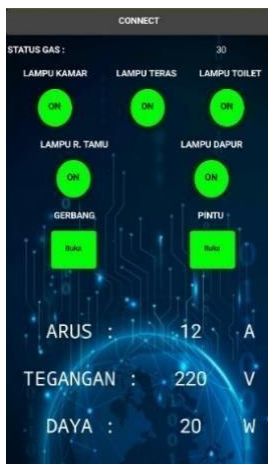 CONNECT
STATUS GAS : 30
LAMPU KAMAR LAMPU TERAS LAMPU TOILET
ON ON ON
LAMPU R. TAMU LAMPU DAPUR
ON ON
GERBANG PINTU
Buka Buka
ARUS : 12 A
TEGANGAN : 220 V
DAYA : 20 W